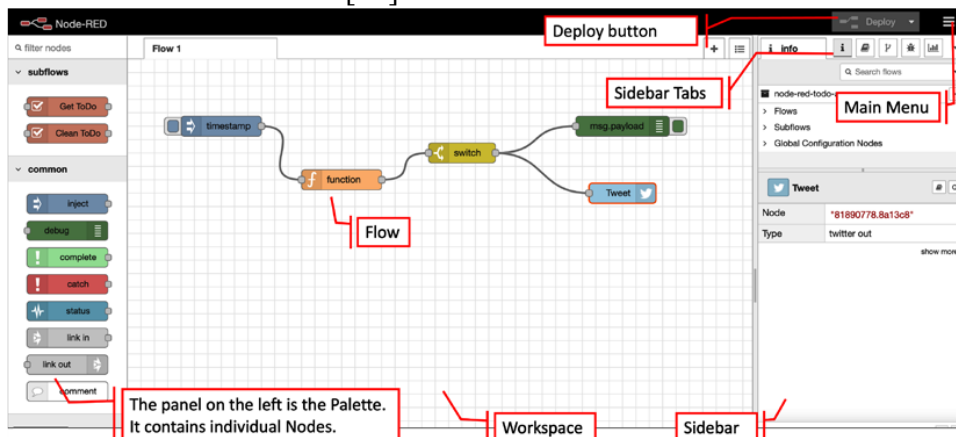 Node-RED
Deploy
Deploy button
filter nodes
Flow 1
i info
Search flows
Sidebar Tabs
Main Menu
subflows
Get ToDo
Clean ToDo
node-red-todo-
Flows
Subflows
Global Configuration Nodes
timestamp
msg.payload
switch
function
Tweet
Flow
common
inject
debug
complete
catch
status
link in
link out
comment
Tweet
Node
"81890778.8a13c8"
Type
twitter out
show more
The panel on the left is the Palette.
It contains individual Nodes.
Workspace
Sidebar